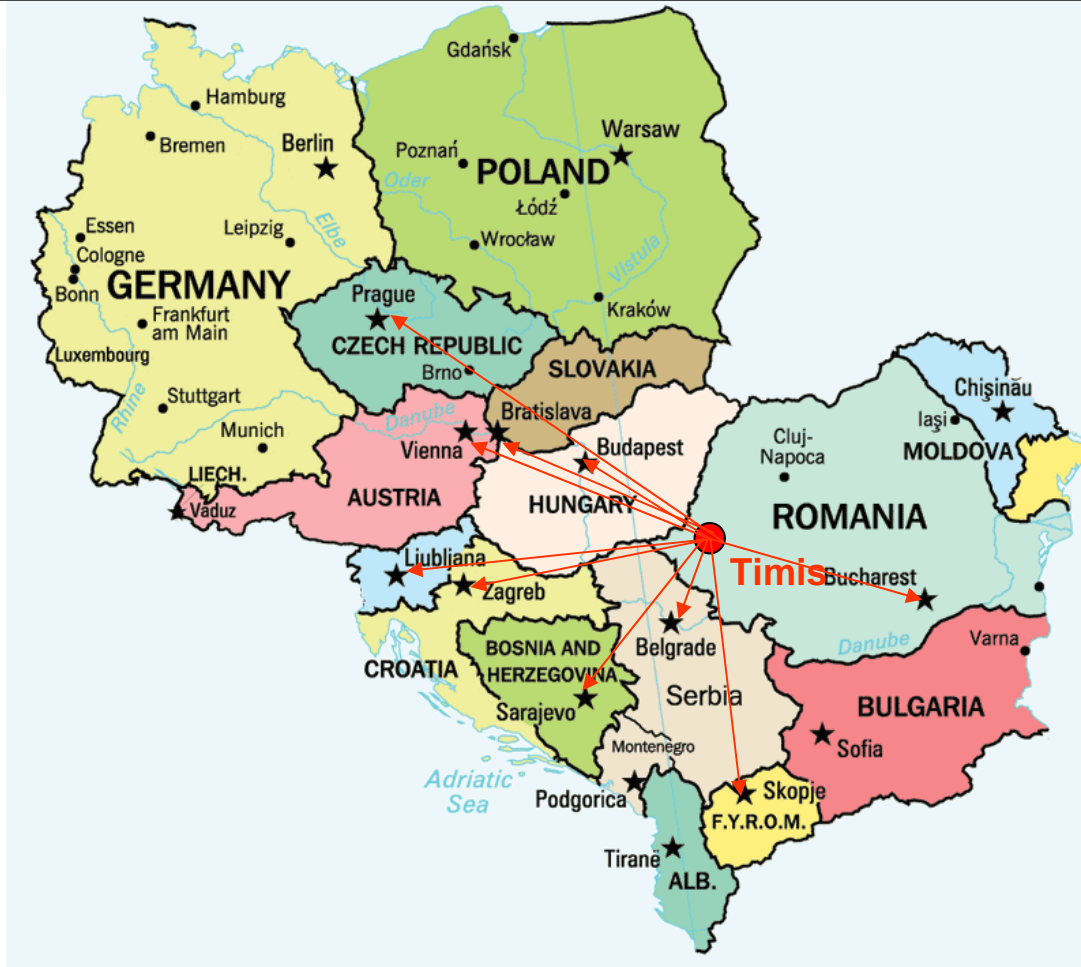 Gdańsk
Hamburg
Bremen
Berlin
Warsaw
Poznań
POLAND
Oder
Łódź
Essen
Leipzig
Elbe
Wrocław
Cologne
Vistula
Bonn
GERMANY
Prague
Kraków
Frankfurt
am Main
CZECH REPUBLIC
Luxembourg
Brno
SLOVAKIA
Chişinău
Rhine
Stuttgart
Danube
Bratislava
Iaşi
Munich
Vienna
Budapest
Cluj-
Napoca
MOLDOVA
LIECH.
Vaduz
AUSTRIA
HUNGARY
ROMANIA
Ljubljana
Timis
Bucharest
Zagreb
BOSNIA AND
HERZEGOVINA
Belgrade
Danube
Varna
CROATIA
Serbia
Sarajevo
BULGARIA
Montenegro
Sofia
Adriatic
Sea
Podgorica
Skopje
F.Y.R.O.M.
Tiranë
ALB.